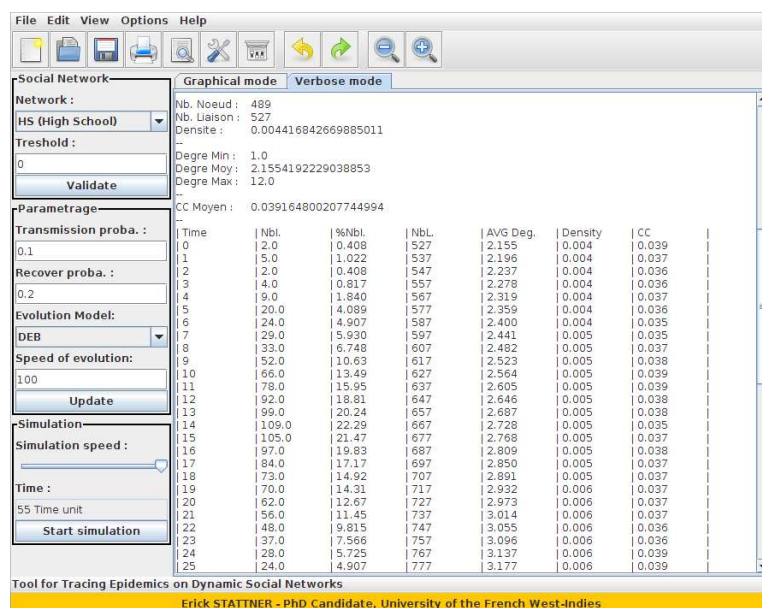 File Edit View Options Help
Social Network
Network :
HS (High School)
Treshold :
0
Validate
Parametrage
Transmission proba. :
0.1
Recover proba. :
0.2
Evolution Model:
DEB
Speed of evolution:
100
Update
Simulation
Simulation speed :
Time :
55 Time unit
Start simulation
Graphical mode Verbose mode
Nb. Noeud : 489
Nb. Liaison : 527
Densite : 0.004416842669885011
--
Degre Min : 1.0
Degre Moy : 2.1554192229038853
Degre Max : 12.0
--
CC Moyen : 0.039164800207744994
--
| Time | NbI. | %NbI. | NbL. | AVG Deg. | Density | CC |
| 0 | 2.0 | 0.408 | 527 | 2.155 | 0.004 | 0.039 |
| 1 | 5.0 | 1.022 | 537 | 2.196 | 0.004 | 0.037 |
| 2 | 2.0 | 0.408 | 547 | 2.237 | 0.004 | 0.036 |
| 3 | 4.0 | 0.817 | 557 | 2.278 | 0.004 | 0.036 |
| 4 | 9.0 | 1.840 | 567 | 2.319 | 0.004 | 0.037 |
| 5 | 20.0 | 4.089 | 577 | 2.359 | 0.004 | 0.036 |
| 6 | 24.0 | 4.907 | 587 | 2.400 | 0.004 | 0.035 |
| 7 | 29.0 | 5.930 | 597 | 2.441 | 0.005 | 0.037 |
| 8 | 33.0 | 6.748 | 607 | 2.482 | 0.005 | 0.035 |
| 9 | 52.0 | 10.63 | 617 | 2.523 | 0.005 | 0.038 |
| 10 | 66.0 | 13.49 | 627 | 2.564 | 0.005 | 0.039 |
| 11 | 78.0 | 15.95 | 637 | 2.605 | 0.005 | 0.039 |
| 12 | 92.0 | 18.81 | 647 | 2.646 | 0.005 | 0.038 |
| 13 | 99.0 | 20.24 | 657 | 2.687 | 0.005 | 0.038 |
| 14 | 109.0 | 22.29 | 667 | 2.728 | 0.005 | 0.035 |
| 15 | 105.0 | 21.47 | 677 | 2.768 | 0.005 | 0.037 |
| 16 | 97.0 | 19.83 | 687 | 2.809 | 0.005 | 0.038 |
| 17 | 84.0 | 17.17 | 697 | 2.850 | 0.005 | 0.037 |
| 18 | 73.0 | 14.92 | 707 | 2.891 | 0.005 | 0.037 |
| 19 | 70.0 | 14.31 | 717 | 2.932 | 0.006 | 0.037 |
| 20 | 62.0 | 12.67 | 727 | 2.973 | 0.006 | 0.037 |
| 21 | 56.0 | 11.45 | 737 | 3.014 | 0.006 | 0.037 |
| 22 | 48.0 | 9.815 | 747 | 3.055 | 0.006 | 0.036 |
| 23 | 37.0 | 7.566 | 757 | 3.096 | 0.006 | 0.036 |
| 24 | 28.0 | 5.725 | 767 | 3.137 | 0.006 | 0.039 |
| 25 | 24.0 | 4.907 | 777 | 3.177 | 0.006 | 0.039 |
Tool for Tracing Epidemics on Dynamic Social Networks
Erick STATTNER - PhD Candidate, University of the French West-Indies